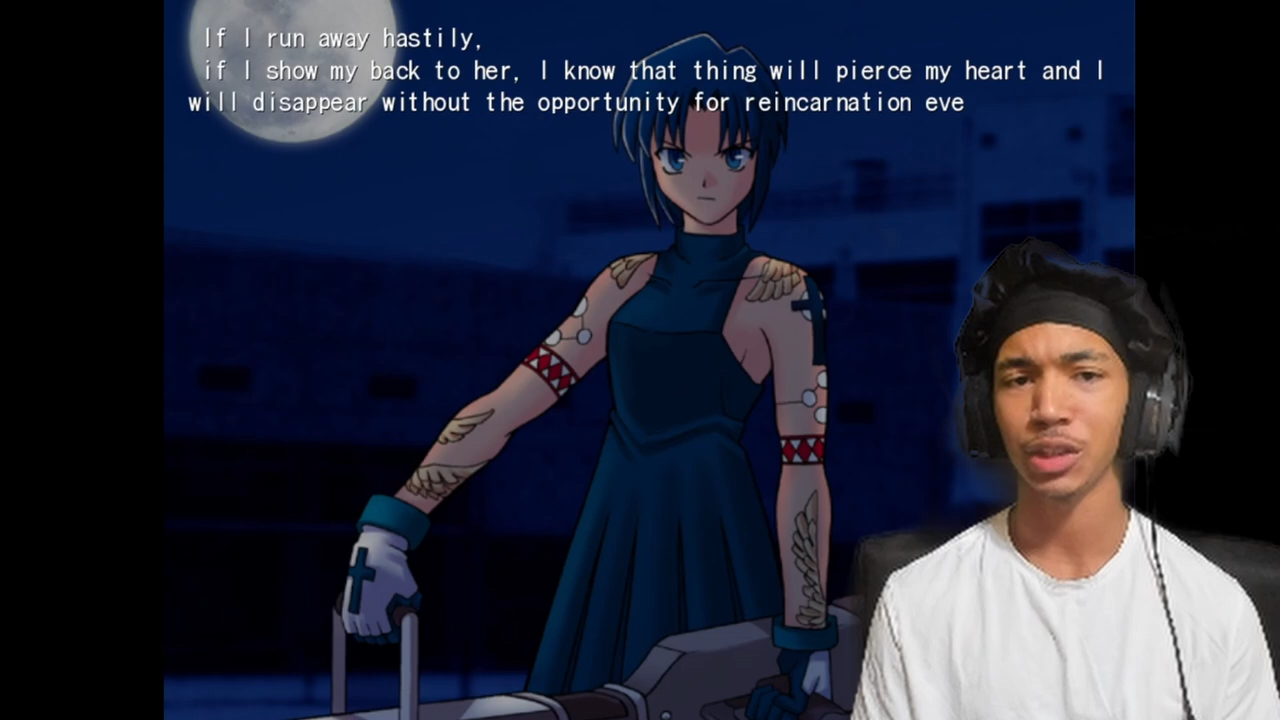 If I run away hastily,
if I show my back to her, I know that thing will pierce my heart and I
will disappear without the opportunity for reincarnation eve